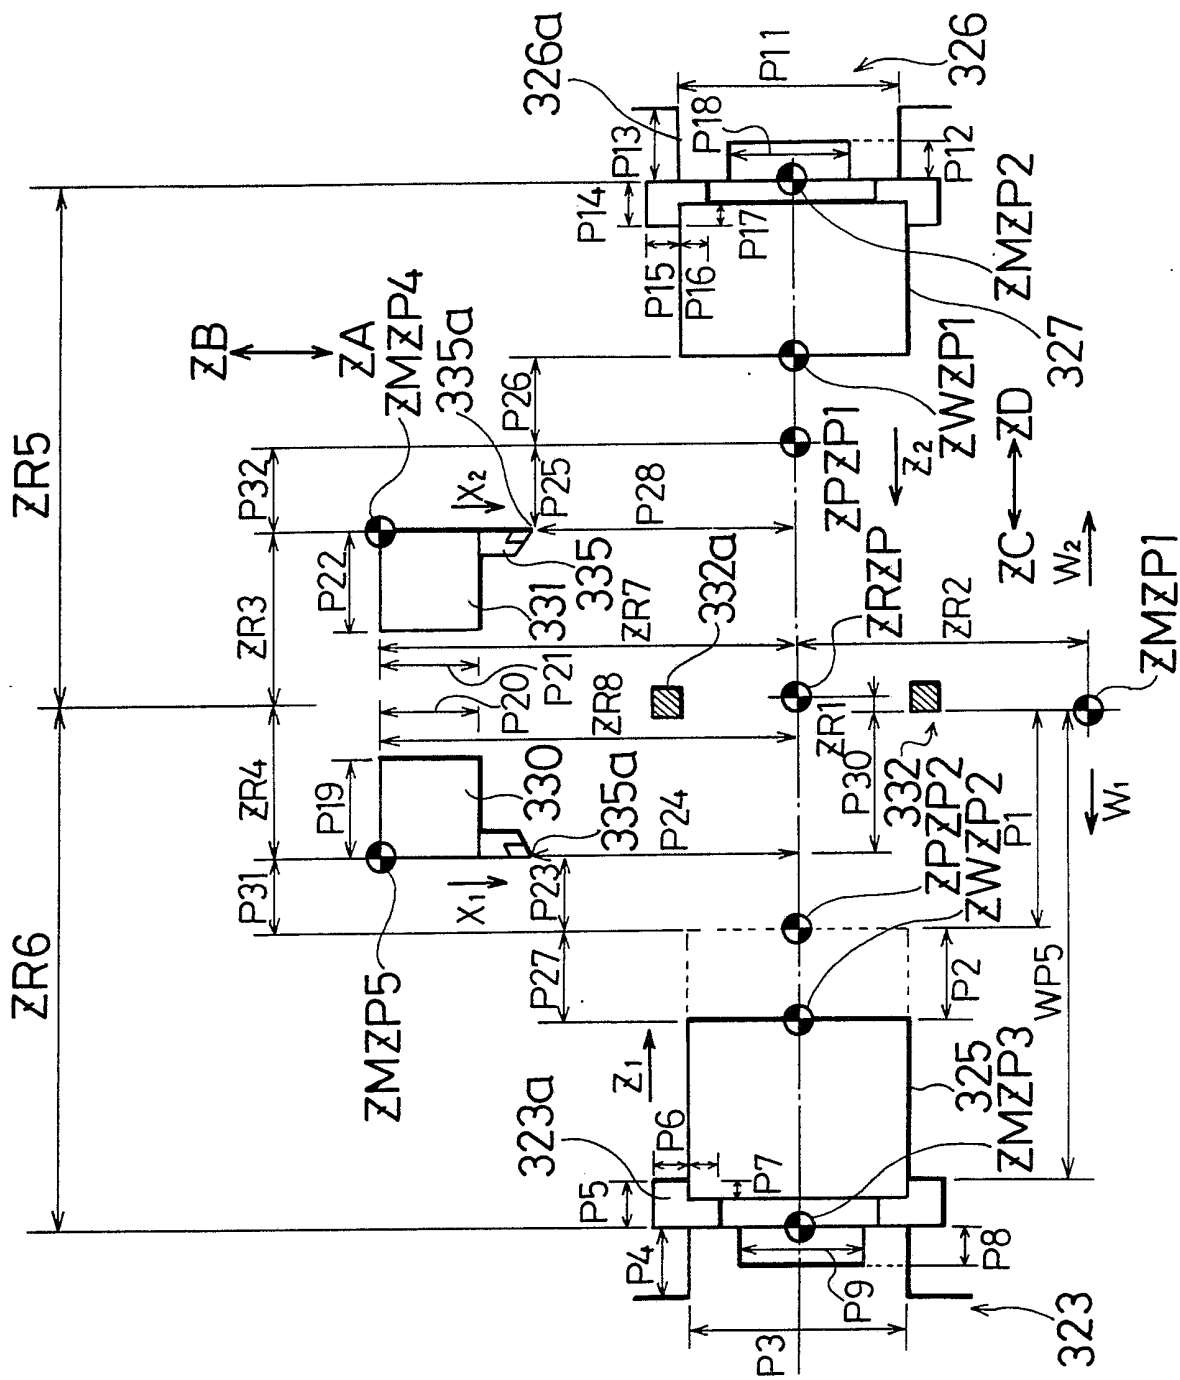 ZR5
ZR6
P32
ZR3
ZR4
P31
ZB
ZA
ZMZP4
335a
P22
P21
P20
P19
X2
P25
P26
P28
331
335
ZR7
332a
ZR8
330
335a
P24
X1
P23
P27
ZMZP5
326a
P13
P14
P15
P16
P17
P18
P11
326
P12
ZMZP2
327
ZWZP1
ZPZP1
Z2
ZD
ZC
ZRZP
ZR2
W2
ZMZP1
ZR1
P30
332
ZPZP2
ZWZP2
W1
P1
P2
WP5
Z1
323a
P6
P7
P5
P4
P9
P8
P3
325
ZMZP3
323